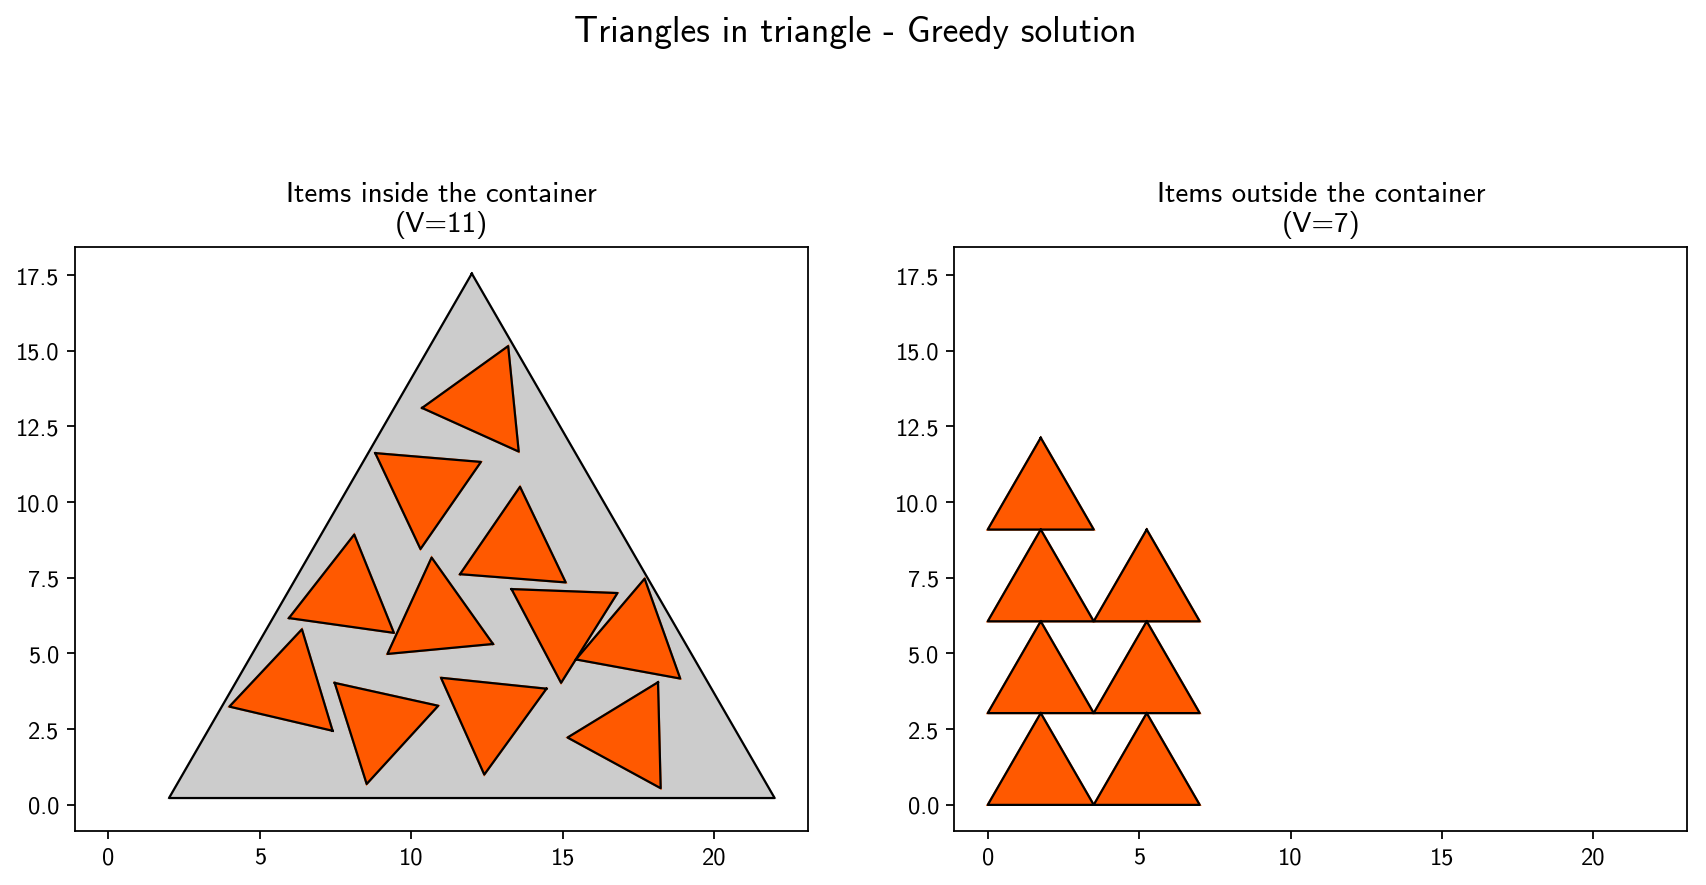 Triangles in triangle - Greedy solution
Items inside the container
(V=11)
17.5
15.0
12.5
10.0
7.5
5.0
2.5
0.0
0 5 10 15 20
Items outside the container
(V=7)
17.5
15.0
12.5
10.0
7.5
5.0
2.5
0.0
0 5 10 15 20